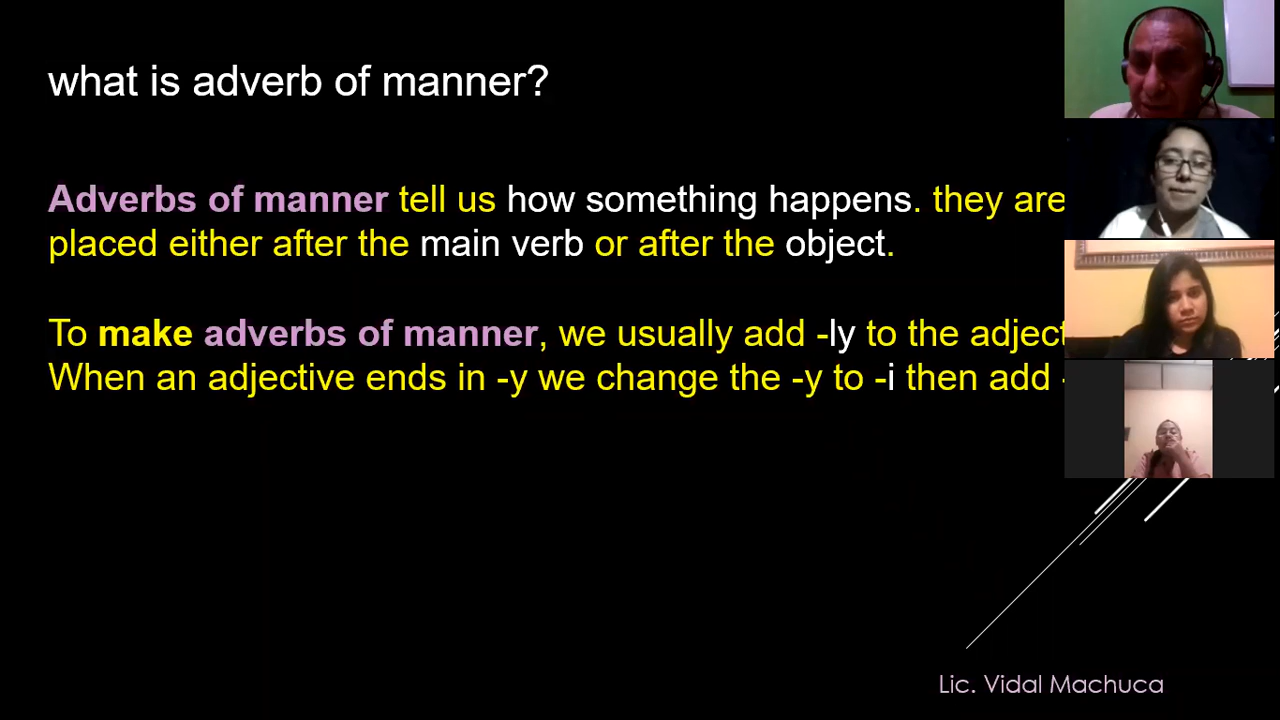 what is adverb of manner?
Adverbs of manner tell us how something happens. they are
placed either after the main verb or after the object.
To make adverbs of manner, we usually add -ly to the
When an adjective ends in -y we change the -y to -i then add
Lic. Vidal Machuca